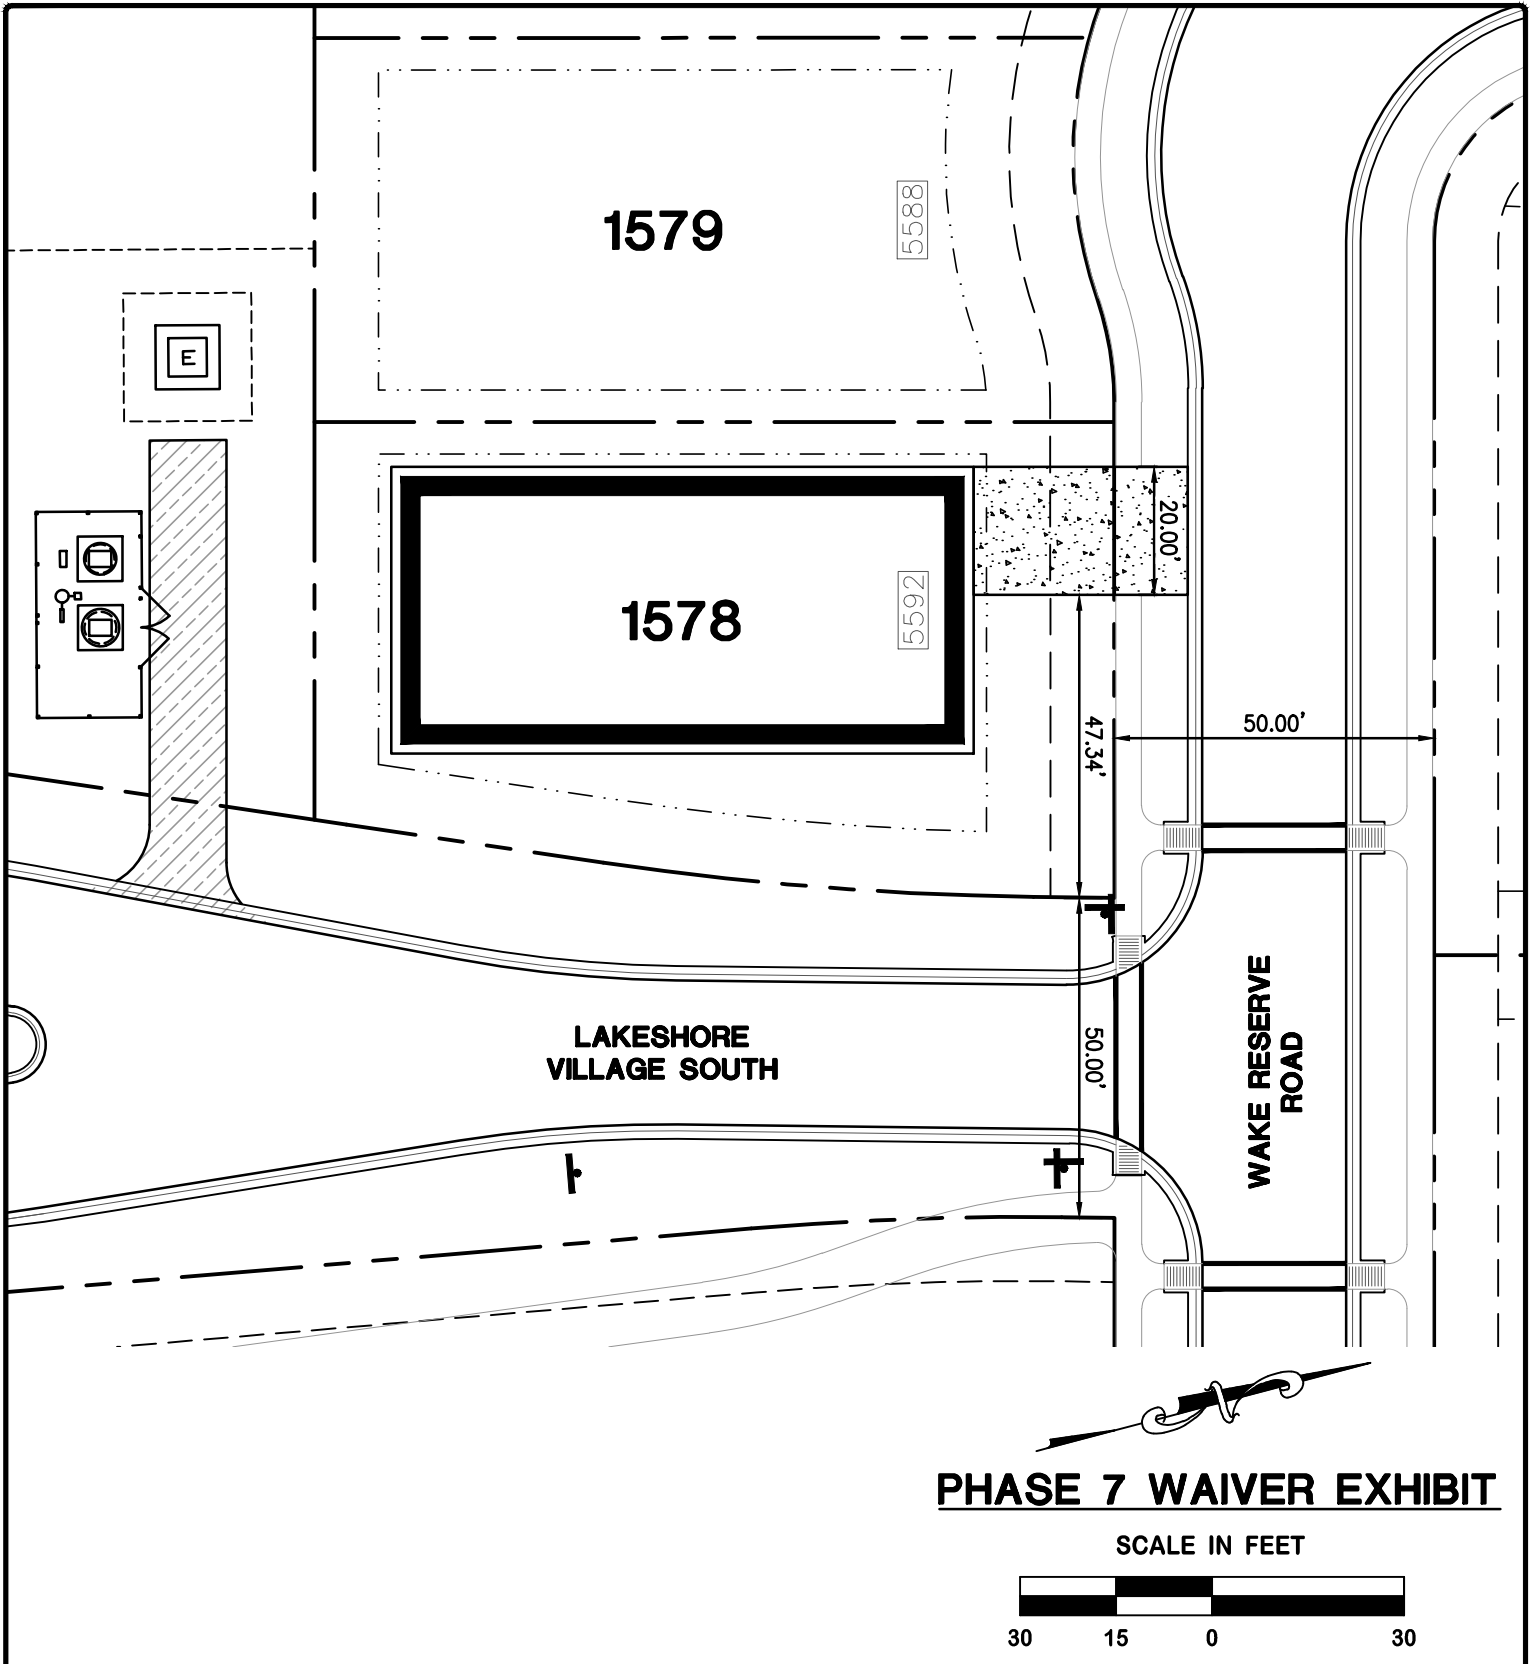 1579
5588
E
20.00'
1578
5592
47.34'
50.00'
LAKESHORE
VILLAGE SOUTH
50.00'
WAKE RESERVE
ROAD
N
PHASE 7 WAIVER EXHIBIT
SCALE IN FEET
30 15 0 30